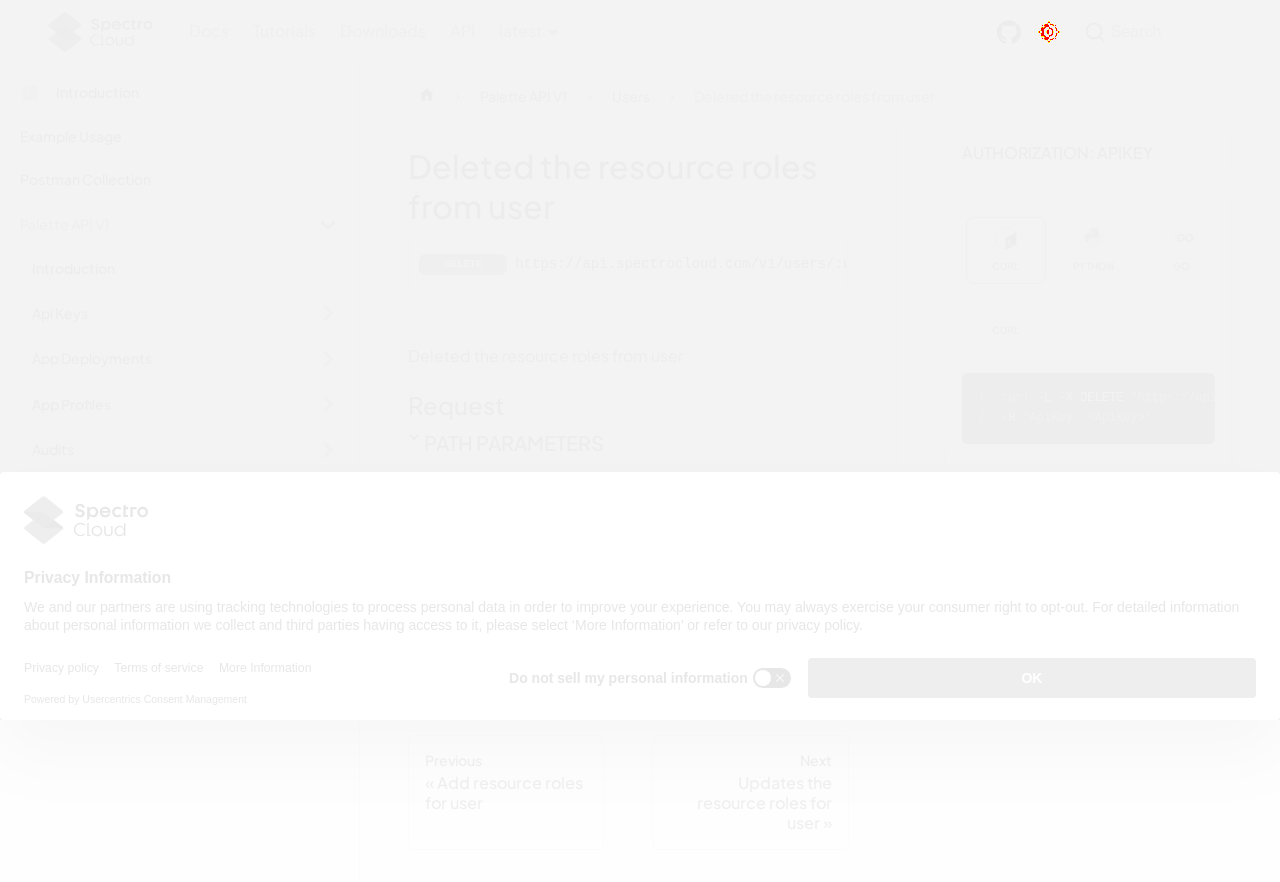 Spectro Cloud
Docs Tutorials Downloads API latest
Search
Introduction
Example Usage
Postman Collection
Palette API V1
Introduction
Api Keys
App Deployments
App Profiles
Audits
Palette API V1 Users Deleted the resource roles from user
Deleted the resource roles
from user
https://api.spectrocloud.com/v1/users/:u
Deleted the resource roles from user
Request
PATH PARAMETERS
AUTHORIZATION: APIKEY
CURL PYTHON GO
CURL
DELETE
Spectro
Cloud
Privacy Information
We and our partners are using tracking technologies to process personal data in order to improve your experience. You may always exercise your consumer right to opt-out. For detailed information
about personal information we collect and third parties having access to it, please select 'More Information' or refer to our privacy policy.
Privacy policy Terms of service More Information
Do not sell my personal information
OK
Powered by Usercentrics Consent Management
Previous
« Add resource roles
for user
Next
Updates the
resource roles for
user »